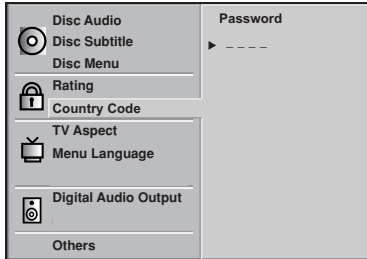 Disc Audio
Disc Subtitle
Disc Menu
Rating
Country Code
TV Aspect
Menu Language
Digital Audio Output
Others
Password
_ _ _ _